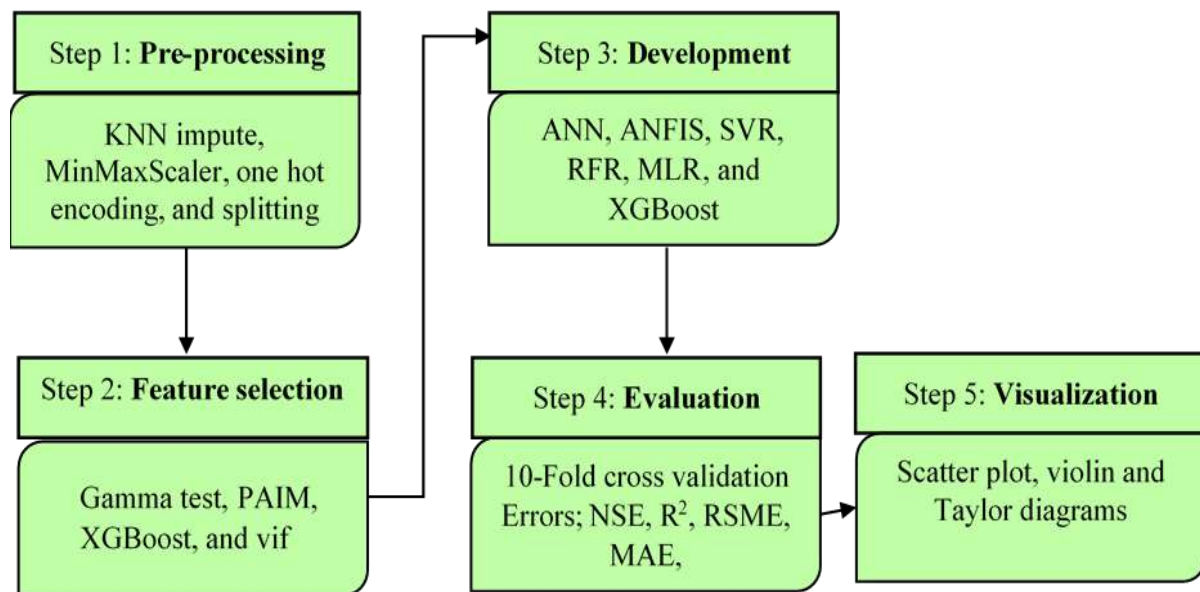 Step 1: Pre-processing
KNN impute,
MinMaxScaler, one hot
encoding, and splitting
Step 2: Feature selection
Gamma test, PAIM,
XGBoost, and vif
Step 3: Development
ANN, ANFIS, SVR,
RFR, MLR, and
XGBoost
Step 4: Evaluation
10-Fold cross validation
Errors; NSE, R², RSME,
MAE,
Step 5: Visualization
Scatter plot, violin and
Taylor diagrams